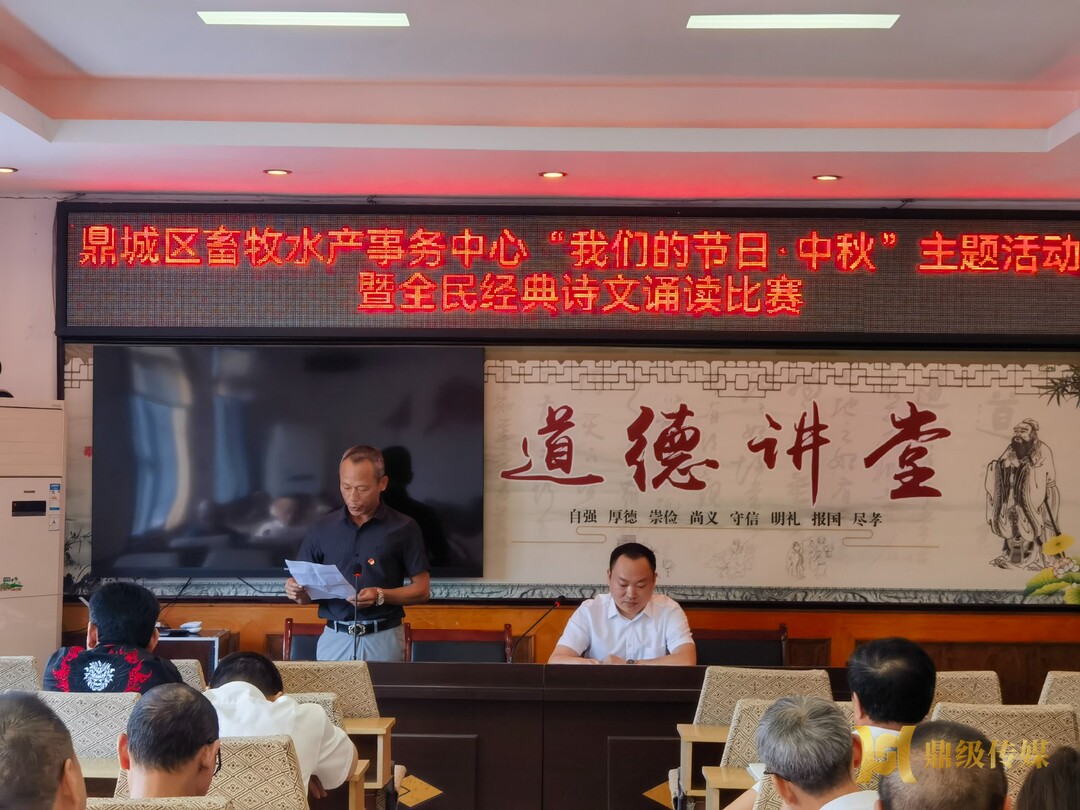 鼎城区畜牧水产事务中心“我们的节日·中秋”主题活动
暨全民经典诗文诵读比赛
道德讲堂
自强 厚德 崇俭 尚义 守信 明礼 报国 尽孝
鼎级传媒